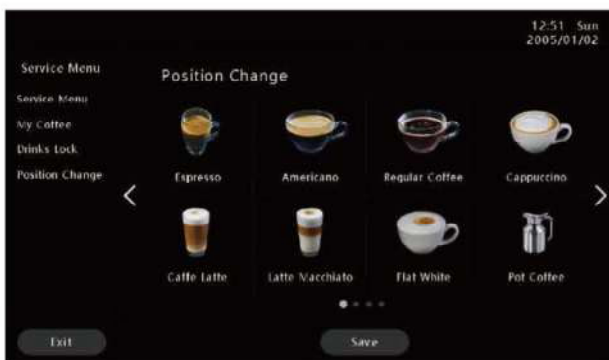 12:51 Sun
2005/01/02
Service Menu
Position Change
Service Menu
My Coffee
Drinks Lock
Position Change
Espresso
Americano
Regular Coffee
Cappuccino
Caffe Latte
Latte Macchiato
Flat White
Pot Coffee
Exit
Save